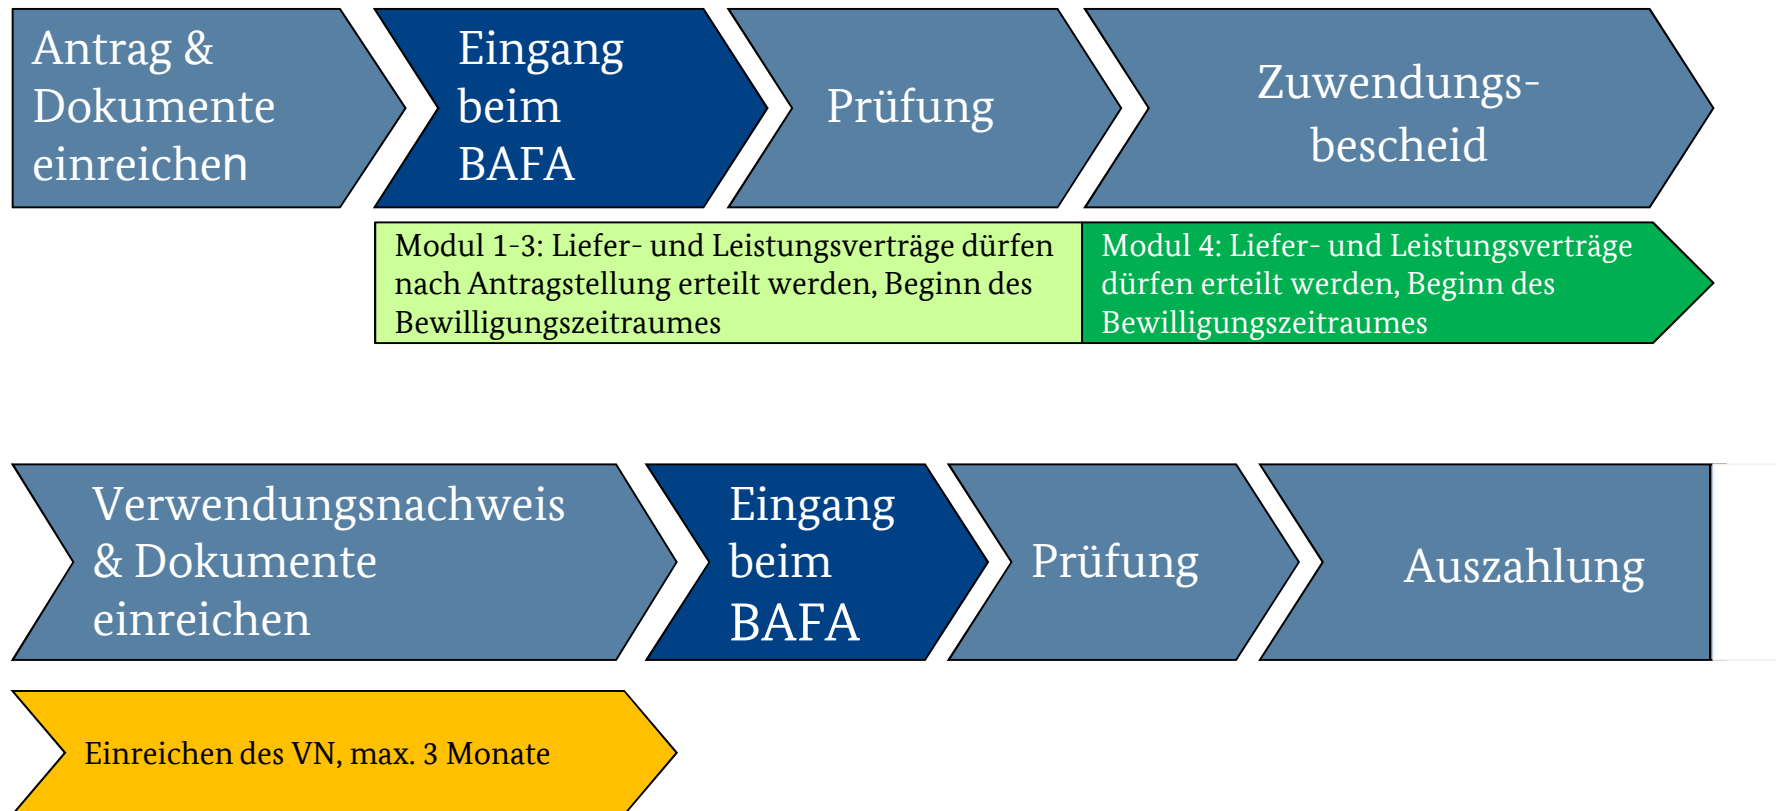 Antrag &
Dokumente
einreichen
Eingang
beim
BAFA
Prüfung
Zuwendungs-
bescheid
Modul 1-3: Liefer- und Leistungsverträge dürfen
nach Antragstellung erteilt werden, Beginn des
Bewilligungszeitraumes
Modul 4: Liefer- und Leistungsverträge
dürfen erteilt werden, Beginn des
Bewilligungszeitraumes
Verwendungsnachweis
& Dokumente
einreichen
Eingang
beim
BAFA
Prüfung
Auszahlung
Einreichen des VN, max. 3 Monate